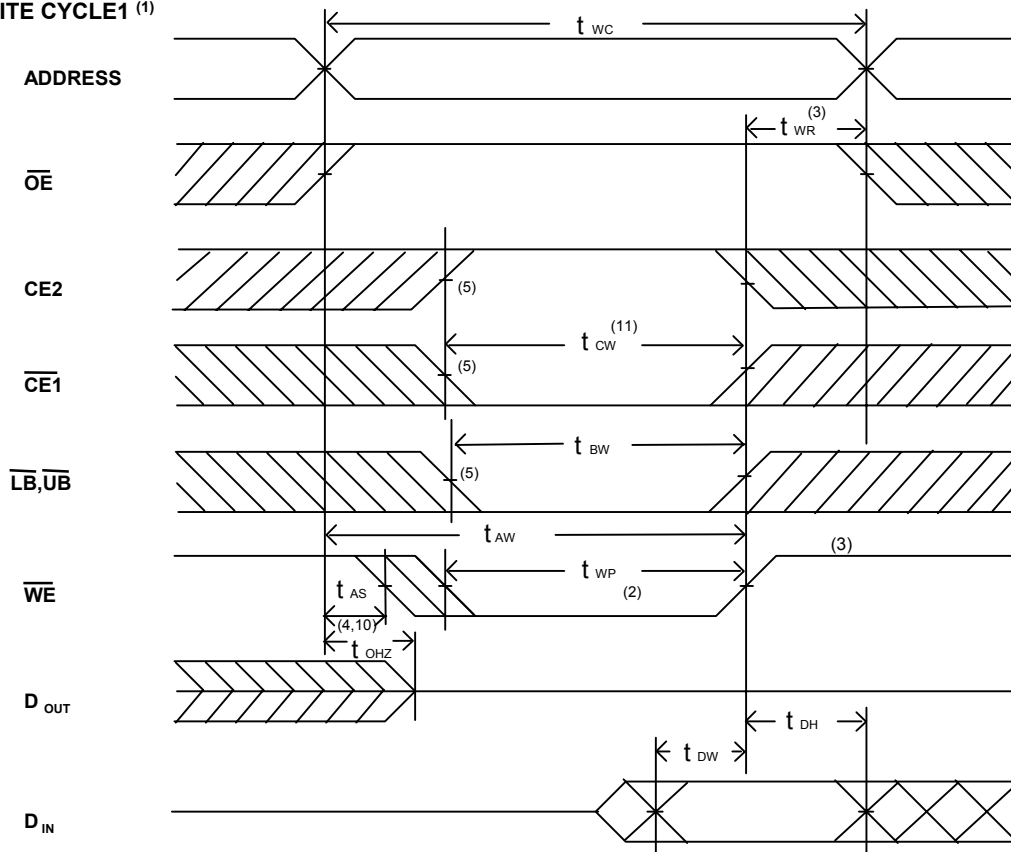 ITE CYCLE1 (1)
t WC
ADDRESS
t WR (3)
OE
CE2
(5)
t CW (11)
CE1
(5)
t BW
LB,UB
(5)
t AW
(3)
WE
t AS
t WP
(2)
(4,10)
t OHZ
D OUT
t DH
t DW
D IN